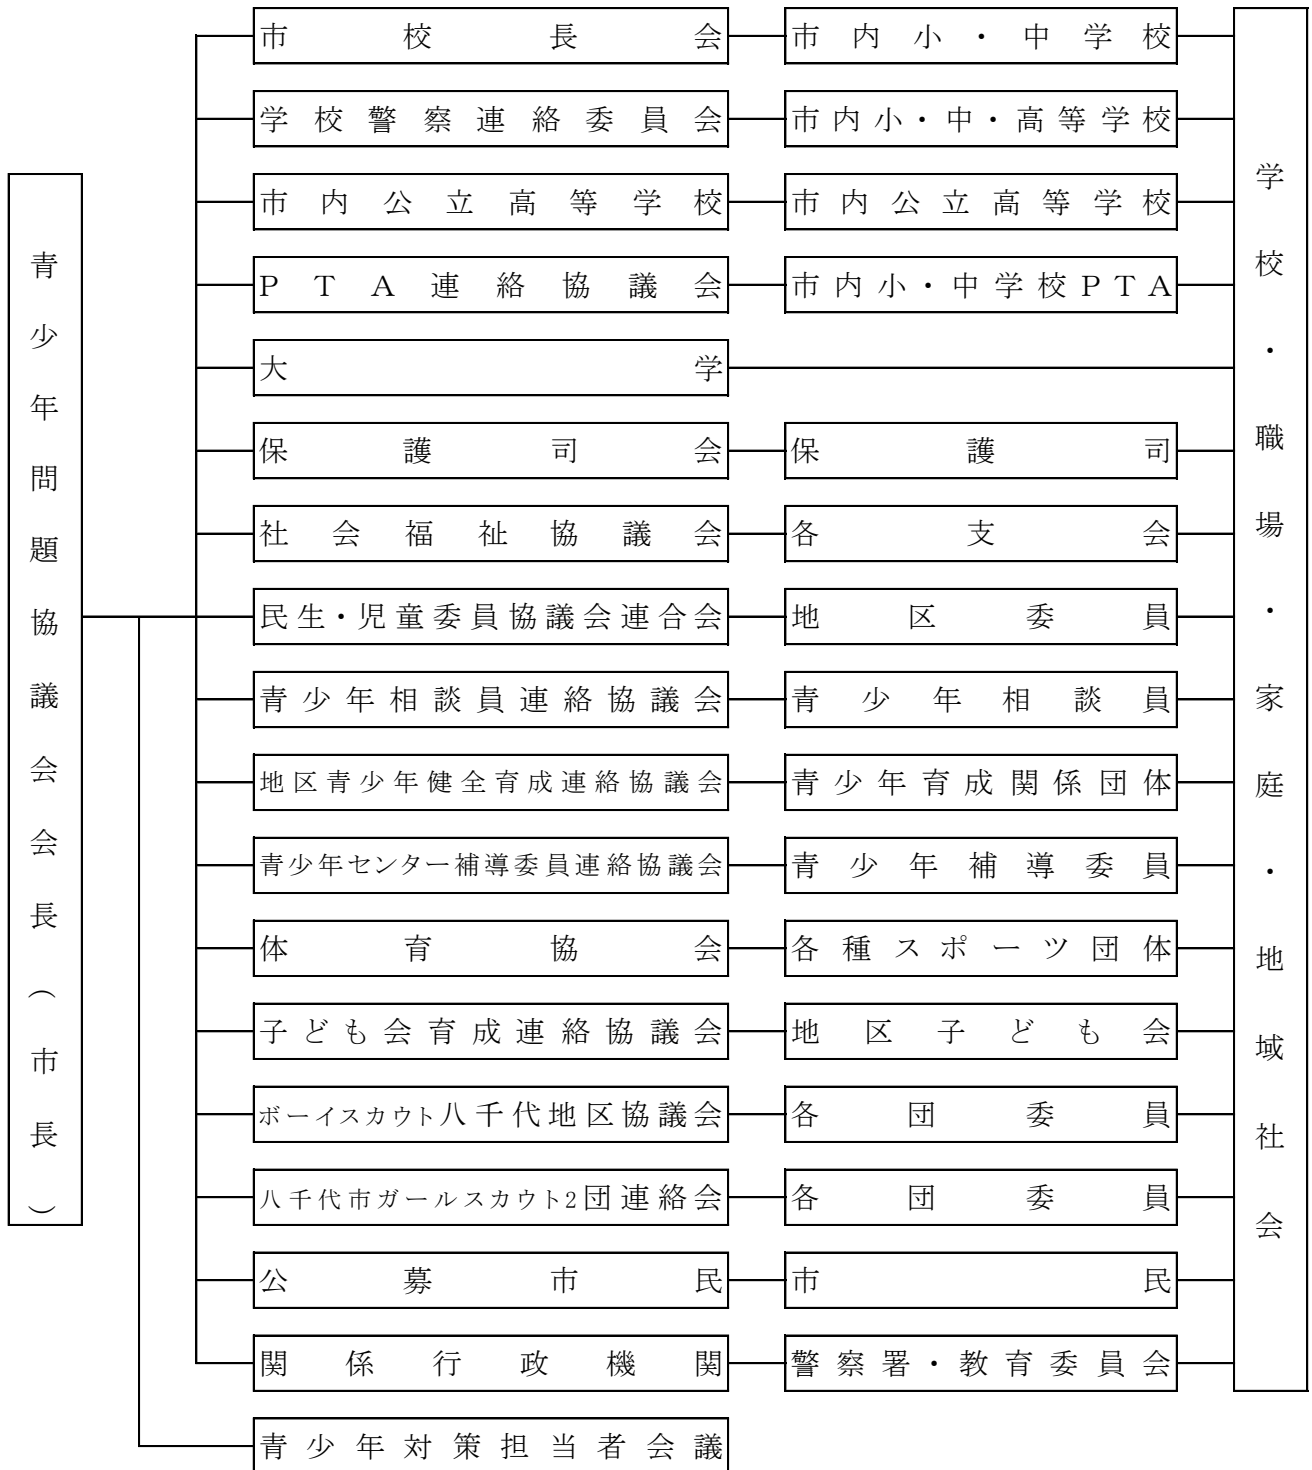 青少年問題協議会会長(市長)
市校長会
市内小・中学校
学校警察連絡委員会
市内小・中・高等学校
市内公立高等学校
市内公立高等学校
PTA連絡協議会
市内小・中学校PTA
大学
保護司会
保護司
社会福祉協議会
各支会
民生・児童委員協議会連合会
地区委員
青少年相談員連絡協議会
青少年相談員
地区青少年健全育成連絡協議会
青少年育成関係団体
青少年センター補導委員連絡協議会
青少年補導委員
体育協会
各種スポーツ団体
子ども会育成連絡協議会
地区子ども会
ボーイスカウト八千代地区協議会
各団委員
八千代市ガールスカウト2団連絡会
各団委員
公募市民
市民
関係行政機関
警察署・教育委員会
青少年対策担当者会議
学校・職場・家庭・地域社会